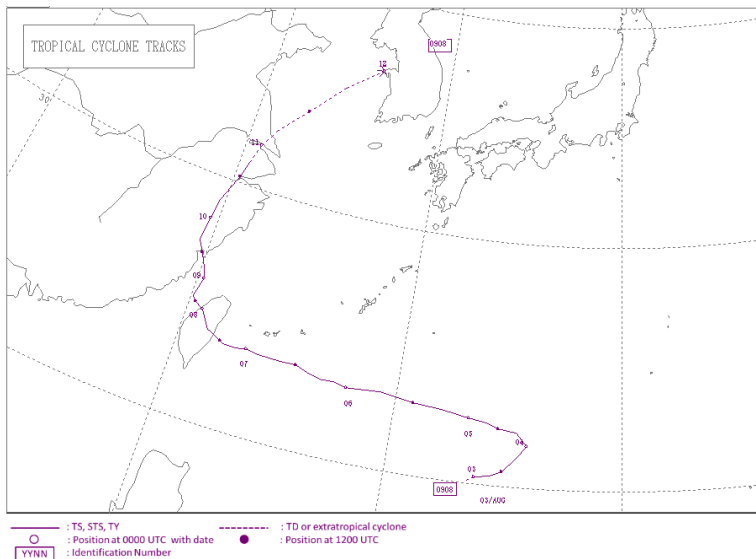 TROPICAL CYCLONE TRACKS
0908
12
30
11
10
09
08
07
06
05
04
03
0908
03/AUG
: TS, STS, TY
: TD or extratropical cyclone
: Position at 0000 UTC with date
: Position at 1200 UTC
YYNN : Identification Number